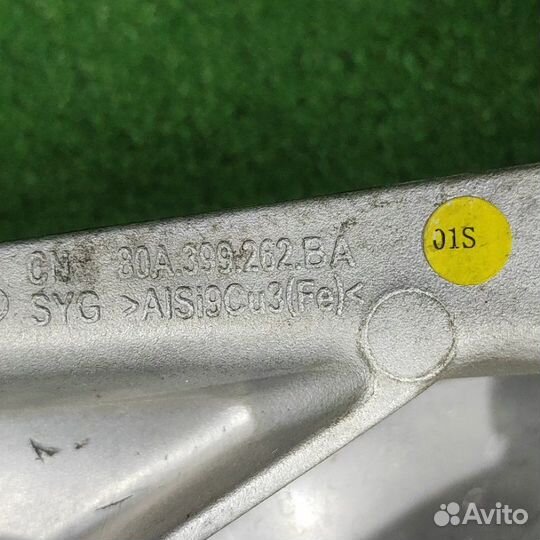 CN 80A.399.262.BA
SYG >AlSi9Cu3(Fe)<
01S
Avito